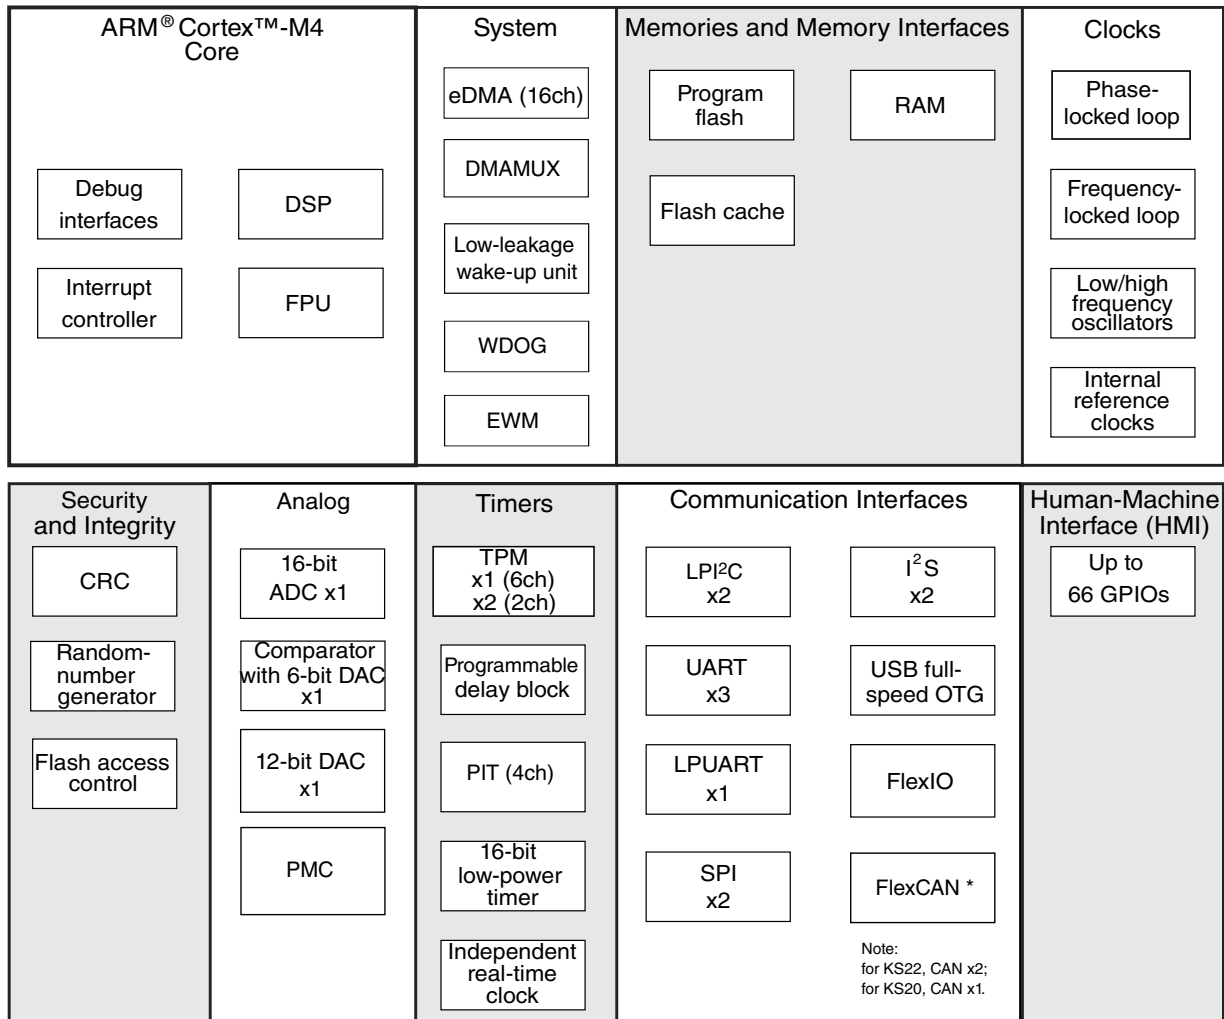 ARM® Cortex™-M4
Core
Debug
interfaces
DSP
Interrupt
controller
FPU
System
eDMA (16ch)
DMAMUX
Low-leakage
wake-up unit
WDOG
EWM
Memories and Memory Interfaces
Program
flash
RAM
Flash cache
Clocks
Phase-
locked loop
Frequency-
locked loop
Low/high
frequency
oscillators
Internal
reference
clocks
Security
and Integrity
CRC
Random-
number
generator
Flash access
control
Analog
16-bit
ADC x1
Comparator
with 6-bit DAC
x1
12-bit DAC
x1
PMC
Timers
TPM
x1 (6ch)
x2 (2ch)
Programmable
delay block
PIT (4ch)
16-bit
low-power
timer
Independent
real-time
clock
Communication Interfaces
LPI²C
x2
I²S
x2
UART
x3
USB full-
speed OTG
LPUART
x1
FlexIO
SPI
x2
FlexCAN *
Note:
for KS22, CAN x2;
for KS20, CAN x1.
Human-Machine
Interface (HMI)
Up to
66 GPIOs